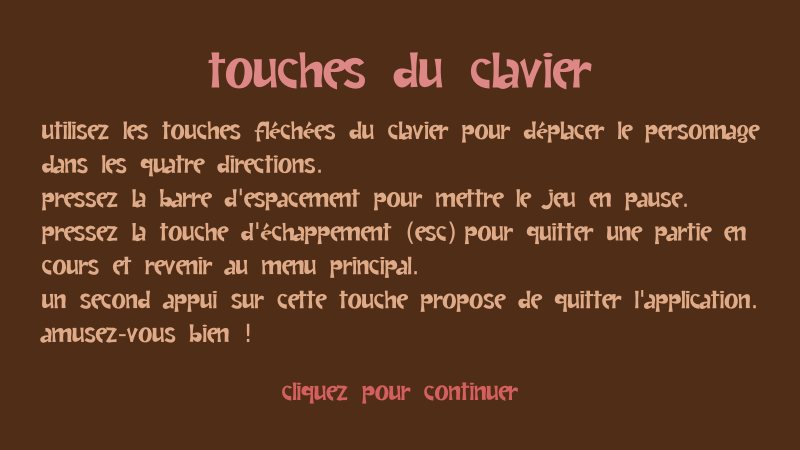 touches du clavier
utilisez les touches fléchées du clavier pour déplacer le personnage
dans les quatre directions.
pressez la barre d'espacement pour mettre le jeu en pause.
pressez la touche d'échappement (esc) pour quitter une partie en
cours et revenir au menu principal.
un second appui sur cette touche propose de quitter l'application.
amusez-vous bien !
cliquez pour continuer